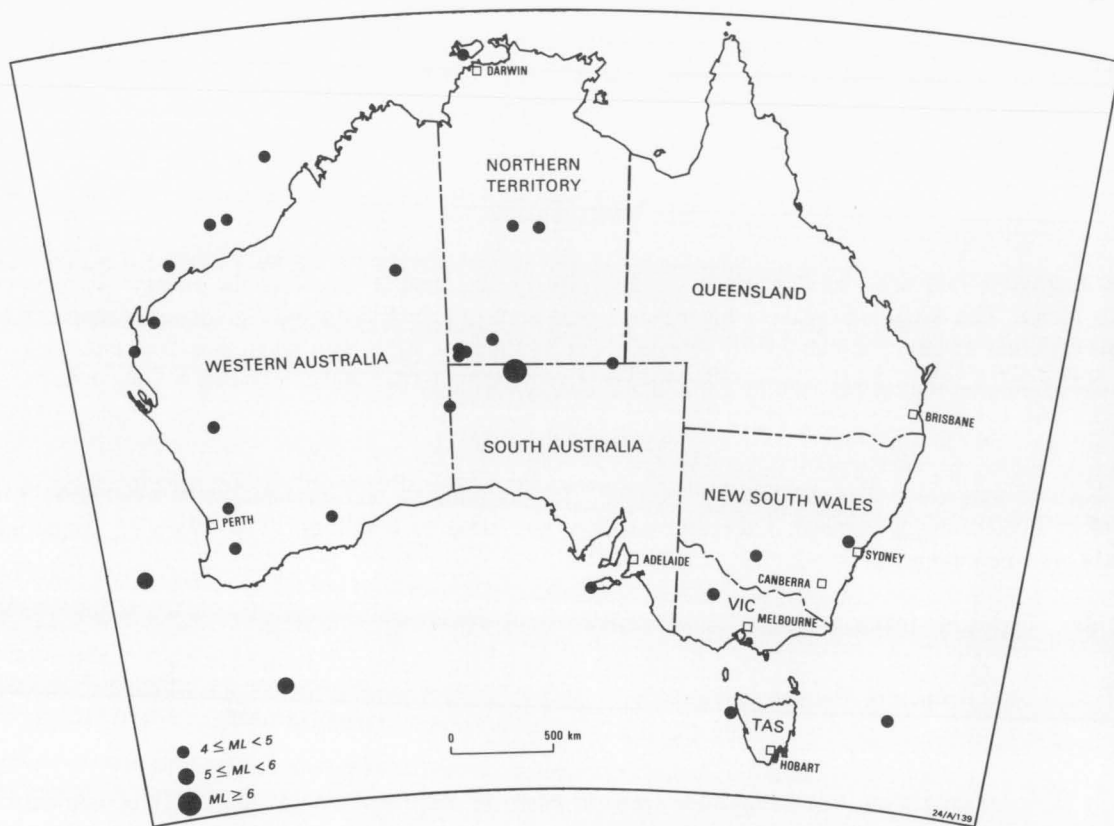 DARWIN
NORTHERN
TERRITORY
QUEENSLAND
WESTERN AUSTRALIA
BRISBANE
SOUTH AUSTRALIA
NEW SOUTH WALES
PERTH
SYDNEY
ADELAIDE
CANBERRA
VIC
MELBOURNE
TAS
HOBART
0 500 km
4 ≤ ML < 5
5 ≤ ML < 6
ML ≥ 6
24/A/139